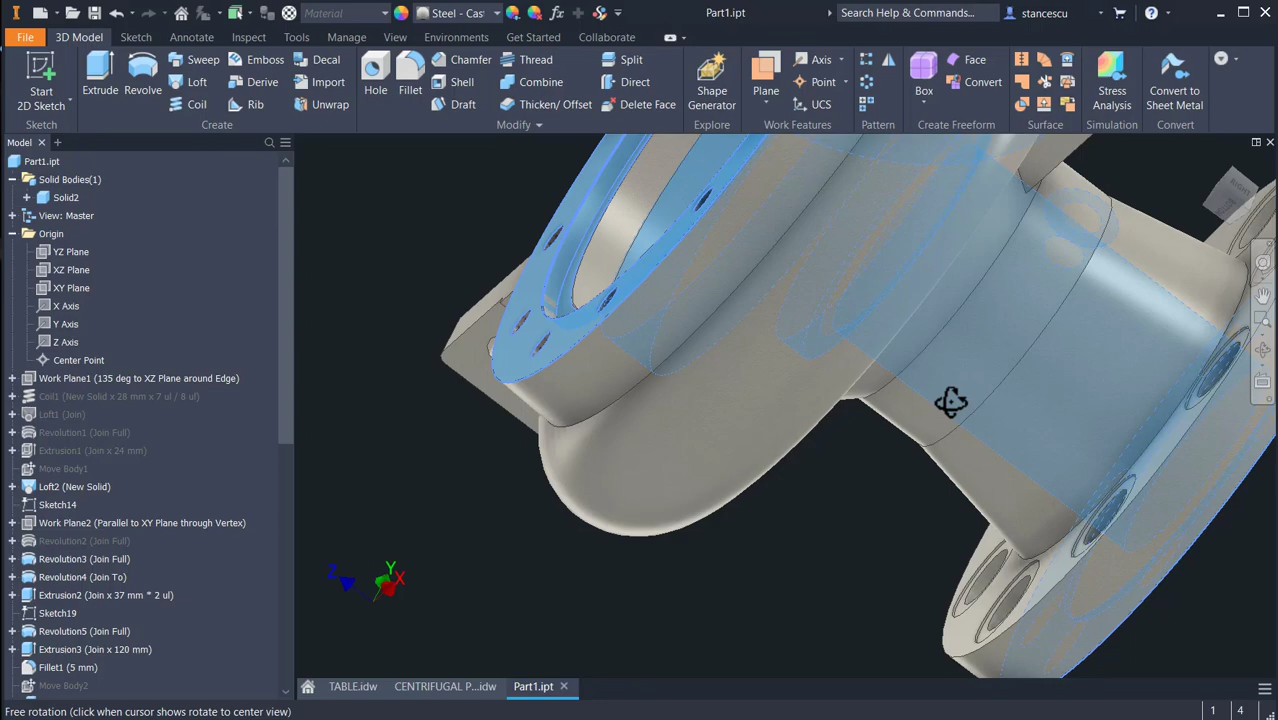 Material
Steel - Cast
Part1.ipt
Search Help & Commands...
stancescu
File
3D Model
Sketch
Annotate
Inspect
Tools
Manage
View
Environments
Get Started
Collaborate
Start
2D Sketch
Sketch
Extrude
Revolve
Sweep
Loft
Coil
Emboss
Derive
Rib
Decal
Import
Unwrap
Create
Hole
Fillet
Chamfer
Shell
Draft
Thread
Combine
Thicken/ Offset
Split
Direct
Delete Face
Modify
Shape
Generator
Explore
Plane
Axis
Point
UCS
Work Features
Pattern
Box
Face
Convert
Create Freeform
Surface
Stress
Analysis
Simulation
Convert to
Sheet Metal
Convert
Model
Part1.ipt
Solid Bodies(1)
Solid2
View: Master
Origin
YZ Plane
XZ Plane
XY Plane
X Axis
Y Axis
Z Axis
Center Point
Work Plane1 (135 deg to XZ Plane around Edge)
Coil1 (New Solid x 28 mm x 7 ul / 8 ul)
Loft1 (Join)
Revolution1 (Join Full)
Extrusion1 (Join x 24 mm)
Move Body1
Loft2 (New Solid)
Sketch14
Work Plane2 (Parallel to XY Plane through Vertex)
Revolution2 (Join Full)
Revolution3 (Join Full)
Revolution4 (Join To)
Extrusion2 (Join x 37 mm * 2 ul)
Sketch19
Revolution5 (Join Full)
Extrusion3 (Join x 120 mm)
Fillet1 (5 mm)
Move Body2
Z
Y
X
TABLE.idw
CENTRIFUGAL P...idw
Part1.ipt
Free rotation (click when cursor shows rotate to center view)
1
4